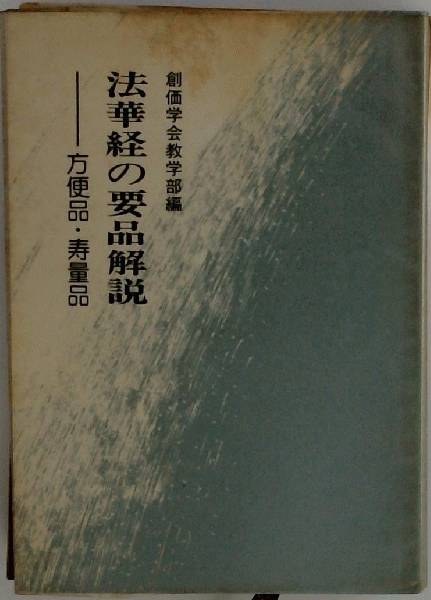 創価学会教学部編
法華経の要品解説
——方便品・寿量品